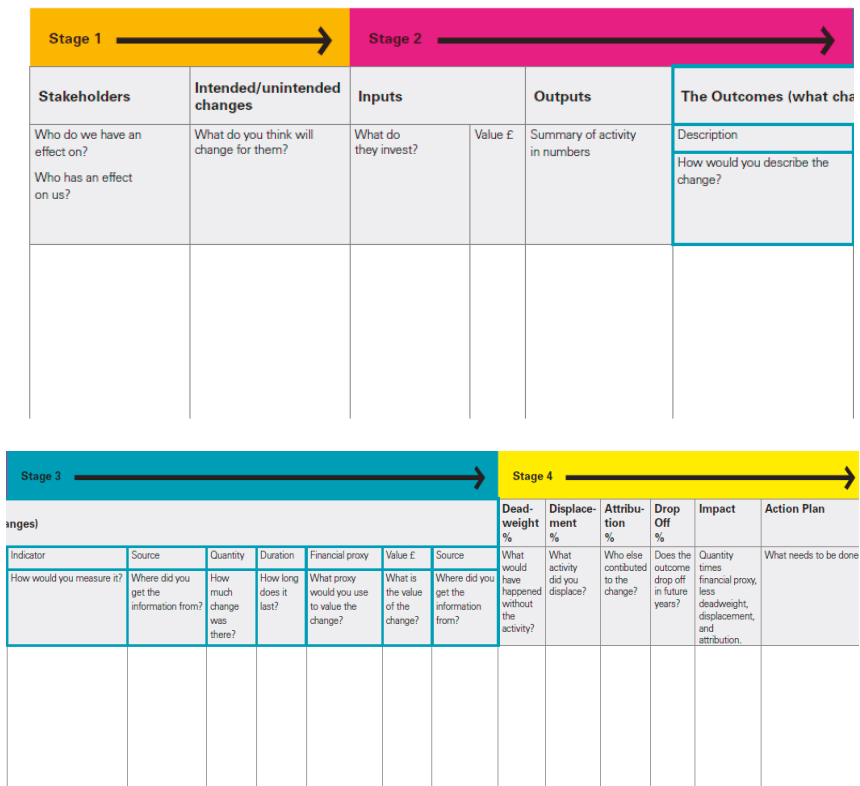 Stage 1
Stage 2
Stakeholders
Intended/unintended
changes
Inputs
Outputs
The Outcomes (what cha
Who do we have an
effect on?
Who has an effect
on us?
What do you think will
change for them?
What do
they invest?
Value £
Summary of activity
in numbers
Description
How would you describe the
change?
Stage 3
Stage 4
anges)
Dead-
weight
%
Displace-
ment
%
Attribu-
tion
%
Drop
Off
%
Impact
Action Plan
Indicator
Source
Quantity
Duration
Financial proxy
Value £
Source
How would you measure it?
Where did you
get the
information from?
How
much
change
was
there?
How long
does it
last?
What proxy
would you use
to value the
change?
What is
the value
of the
change?
Where did you
get the
information
from?
What
would
have
happened
without
the
activity?
What
activity
did you
displace?
Who else
contibuted
to the
change?
Does the
outcome
drop off
in future
years?
Quantity
times
financial proxy,
less
deadweight,
displacement,
and
attribution.
What needs to be done